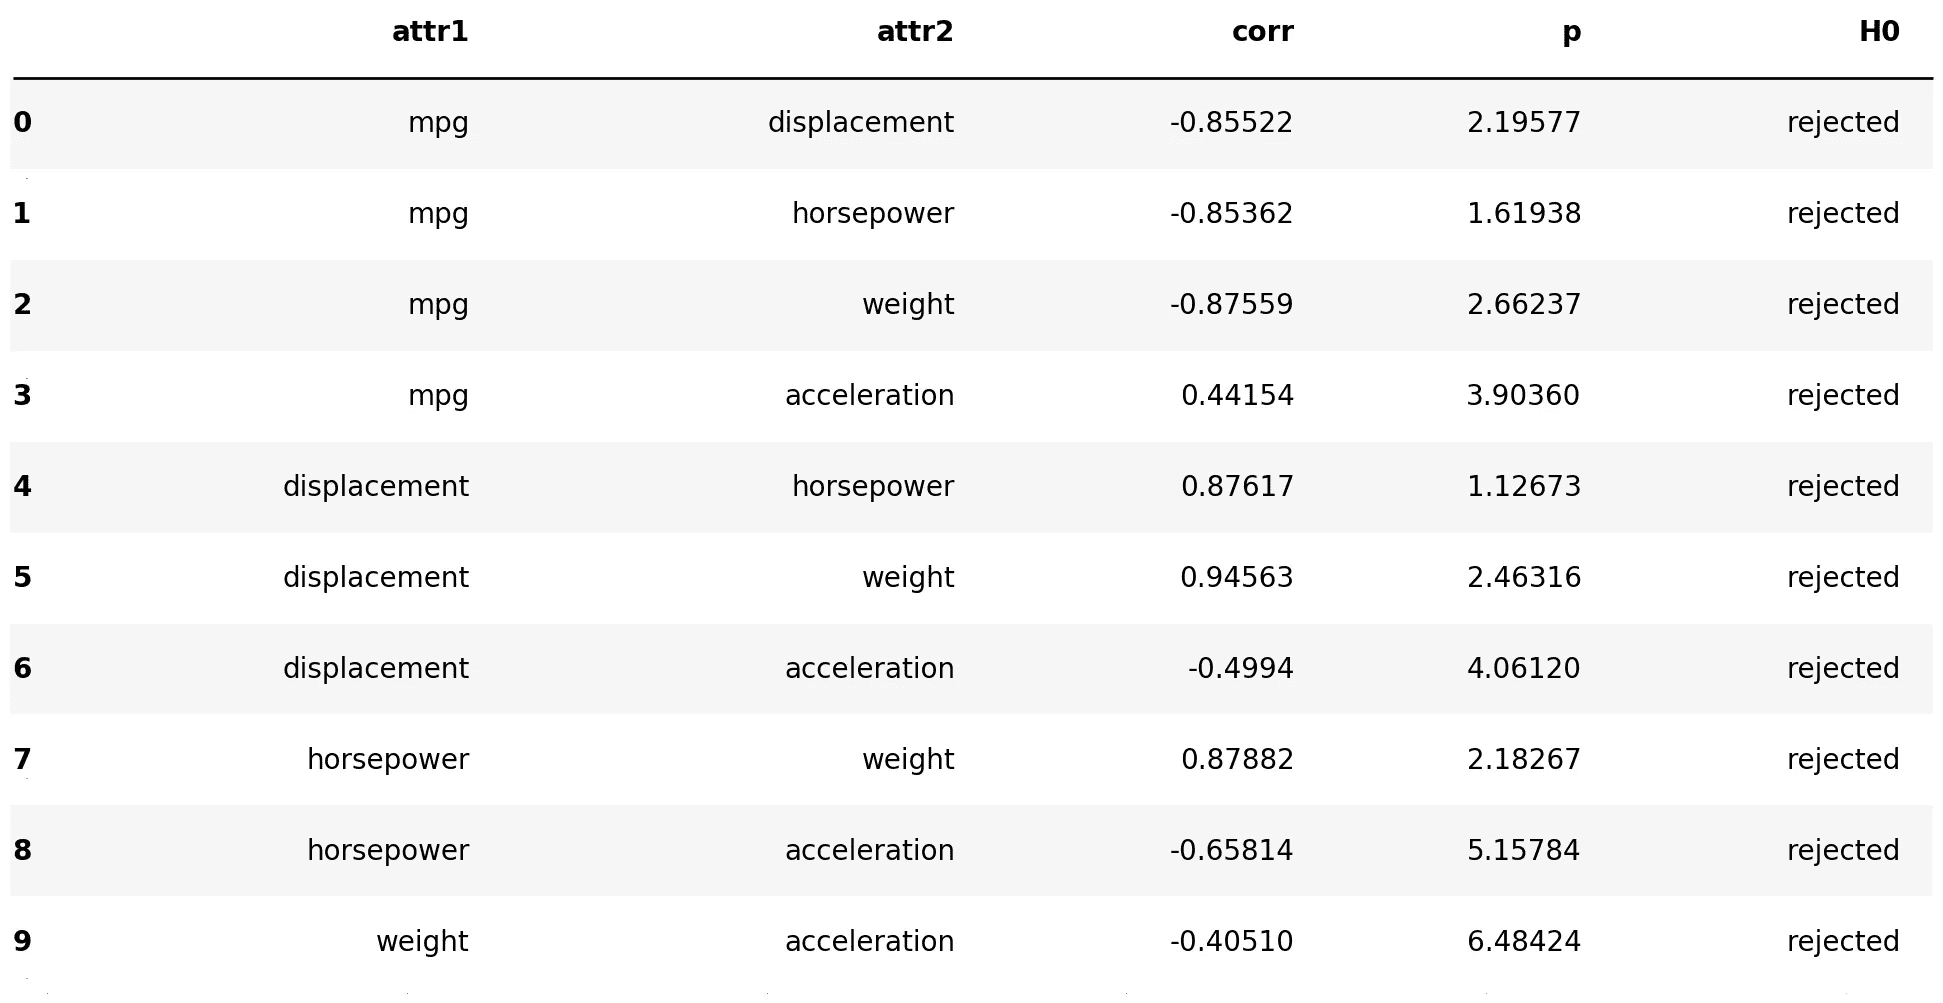 attr1 attr2 corr p H0
0 mpg displacement -0.85522 2.19577 rejected
1 mpg horsepower -0.85362 1.61938 rejected
2 mpg weight -0.87559 2.66237 rejected
3 mpg acceleration 0.44154 3.90360 rejected
4 displacement horsepower 0.87617 1.12673 rejected
5 displacement weight 0.94563 2.46316 rejected
6 displacement acceleration -0.4994 4.06120 rejected
7 horsepower weight 0.87882 2.18267 rejected
8 horsepower acceleration -0.65814 5.15784 rejected
9 weight acceleration -0.40510 6.48424 rejected